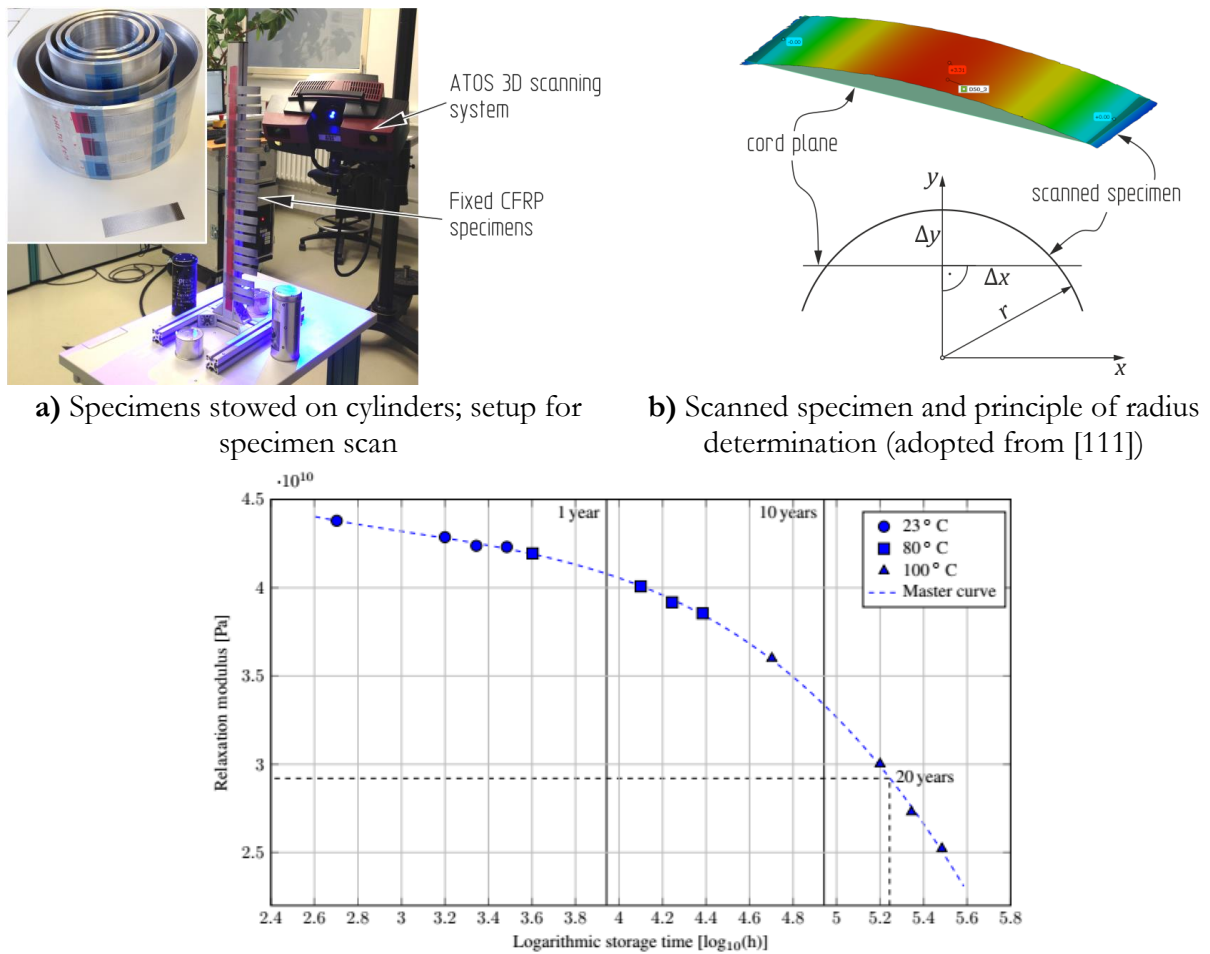 ATOS 3D scanning
system
Fixed CFRP
specimens
cord plane
scanned specimen
y
Δy
Δx
r
x
a) Specimens stowed on cylinders; setup for
specimen scan
b) Scanned specimen and principle of radius
determination (adopted from [111])
·10¹⁰
4.5
4
3.5
3
2.5
Relaxation modulus [Pa]
1 year
10 years
20 years
23° C
80° C
100° C
Master curve
2.4 2.6 2.8 3 3.2 3.4 3.6 3.8 4 4.2 4.4 4.6 4.8 5 5.2 5.4 5.6 5.8
Logarithmic storage time [log₁₀(h)]